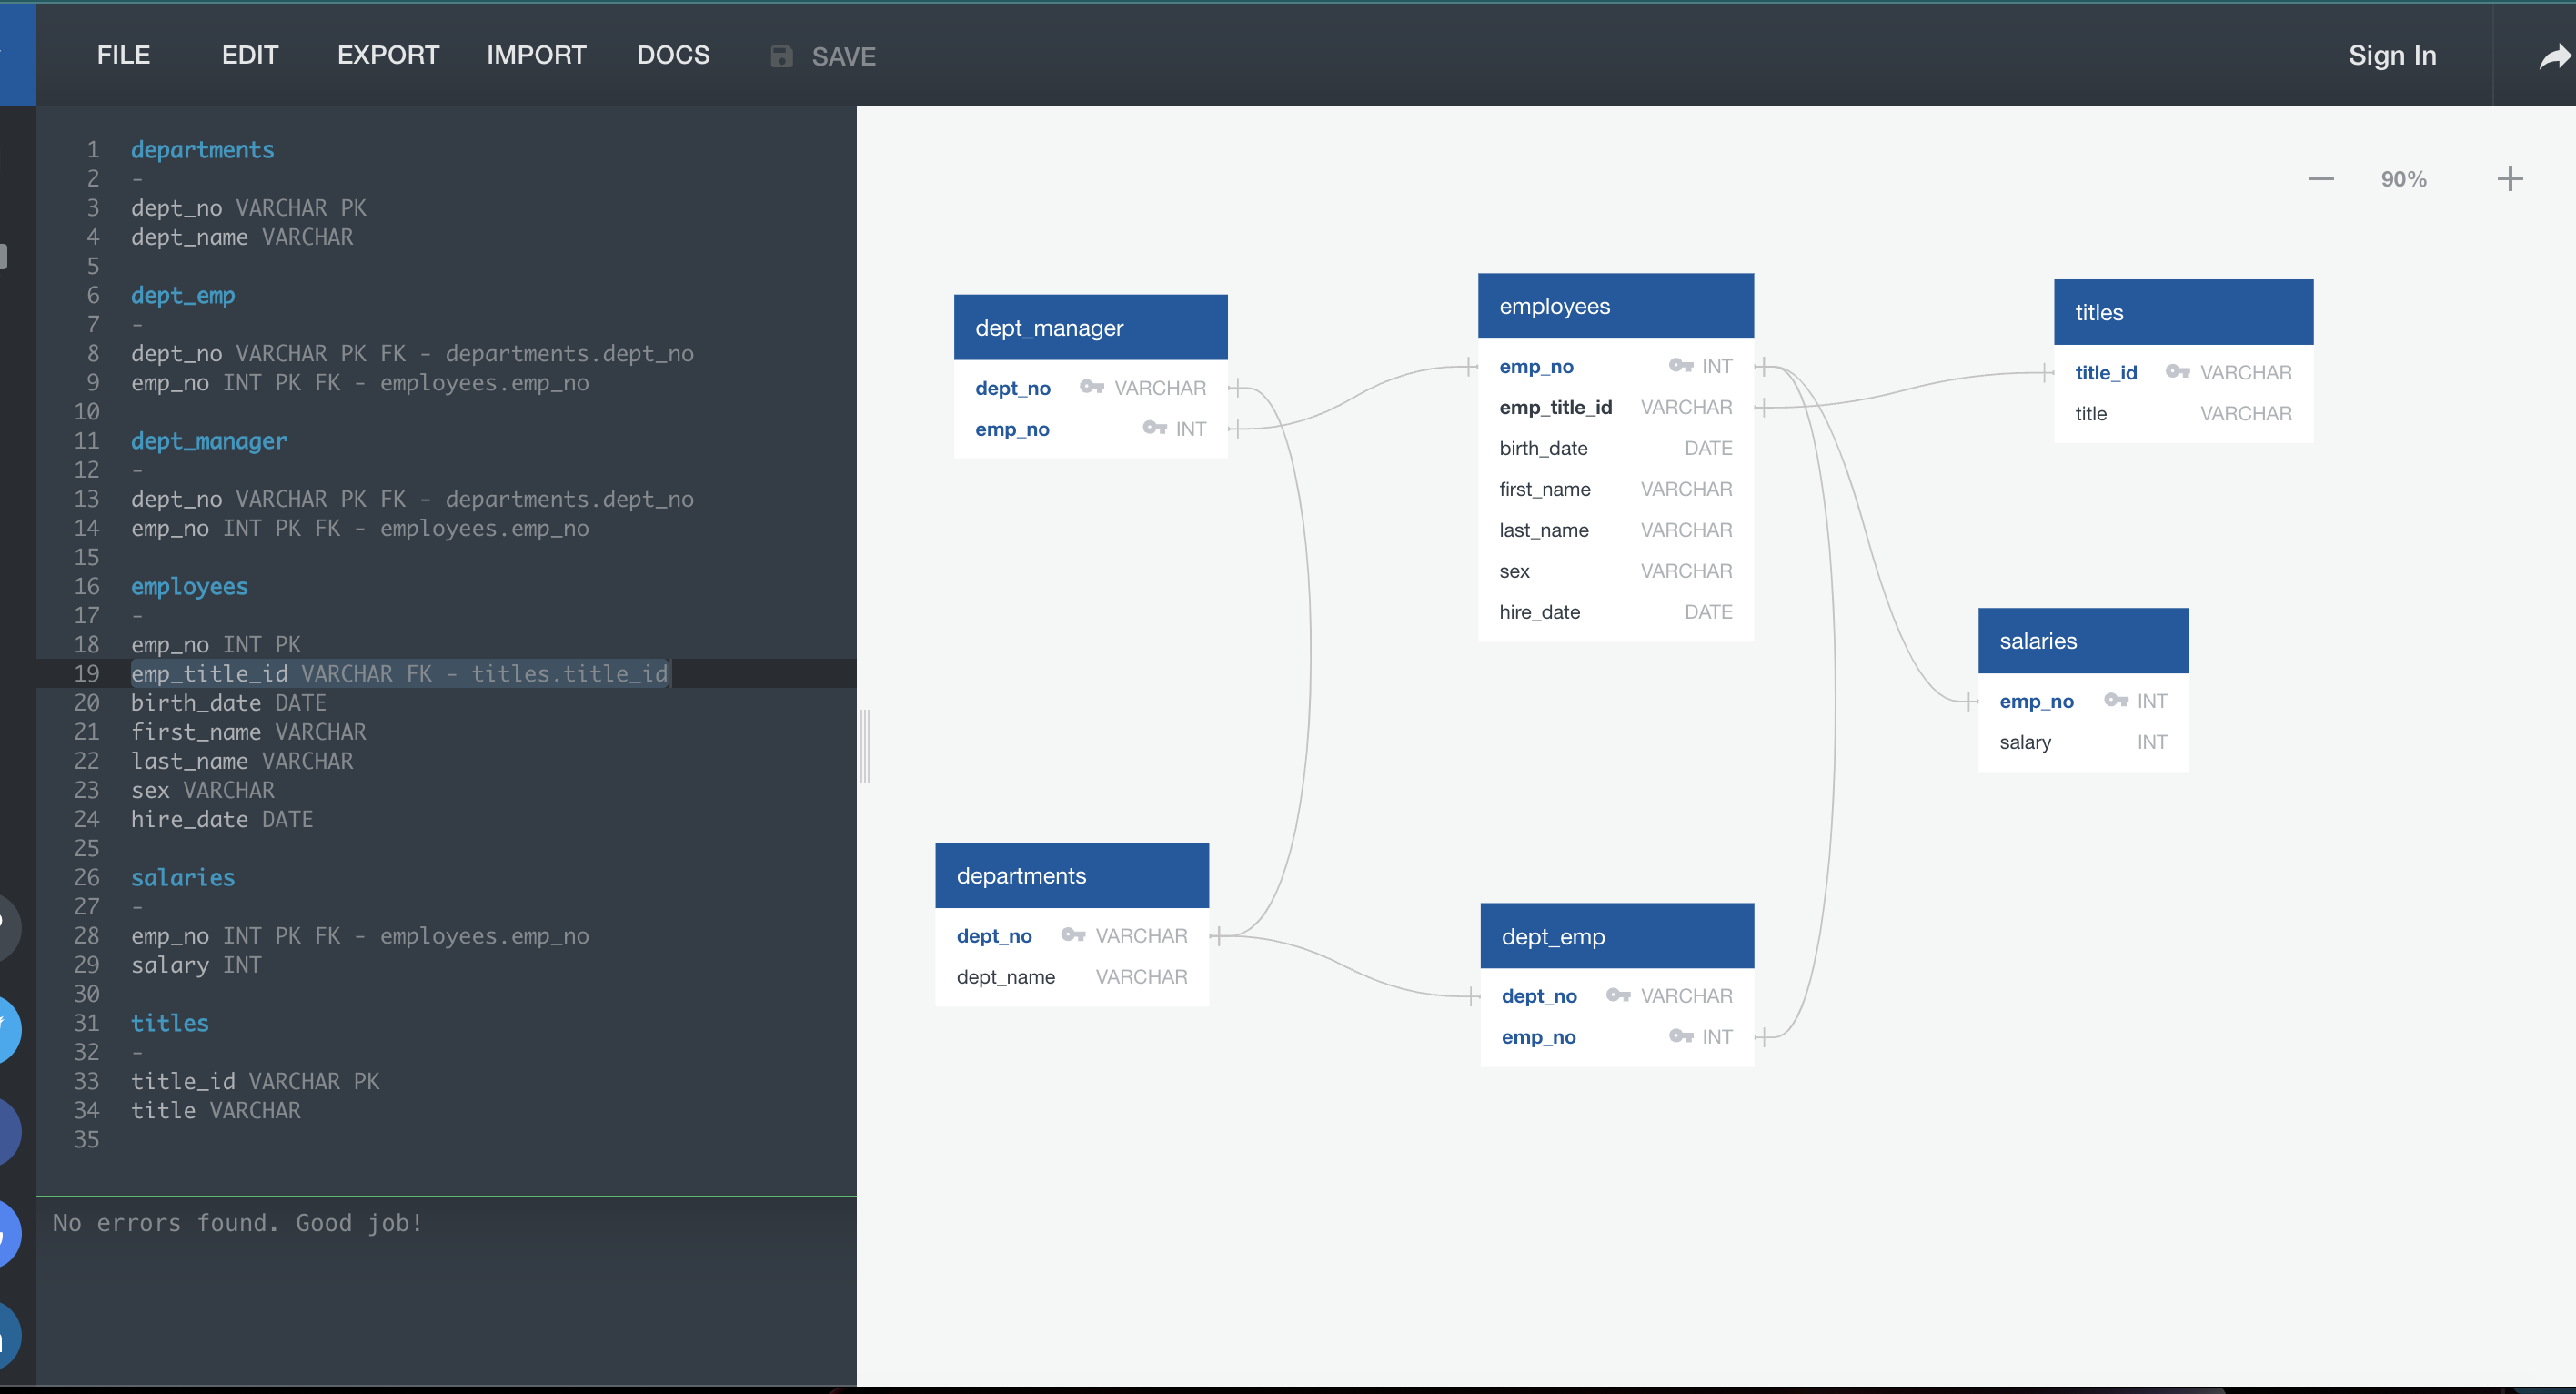 FILE EDIT EXPORT IMPORT DOCS SAVE Sign In
1 departments
2 -
3 dept_no VARCHAR PK
4 dept_name VARCHAR
5
6 dept_emp
7 -
8 dept_no VARCHAR PK FK - departments.dept_no
9 emp_no INT PK FK - employees.emp_no
10
11 dept_manager
12 -
13 dept_no VARCHAR PK FK - departments.dept_no
14 emp_no INT PK FK - employees.emp_no
15
16 employees
17 -
18 emp_no INT PK
19 emp_title_id VARCHAR FK - titles.title_id
20 birth_date DATE
21 first_name VARCHAR
22 last_name VARCHAR
23 sex VARCHAR
24 hire_date DATE
25
26 salaries
27 -
28 emp_no INT PK FK - employees.emp_no
29 salary INT
30
31 titles
32 -
33 title_id VARCHAR PK
34 title VARCHAR
35
No errors found. Good job!
90%
dept_manager
dept_no VARCHAR
emp_no INT
employees
emp_no INT
emp_title_id VARCHAR
birth_date DATE
first_name VARCHAR
last_name VARCHAR
sex VARCHAR
hire_date DATE
titles
title_id VARCHAR
title VARCHAR
salaries
emp_no INT
salary INT
departments
dept_no VARCHAR
dept_name VARCHAR
dept_emp
dept_no VARCHAR
emp_no INT